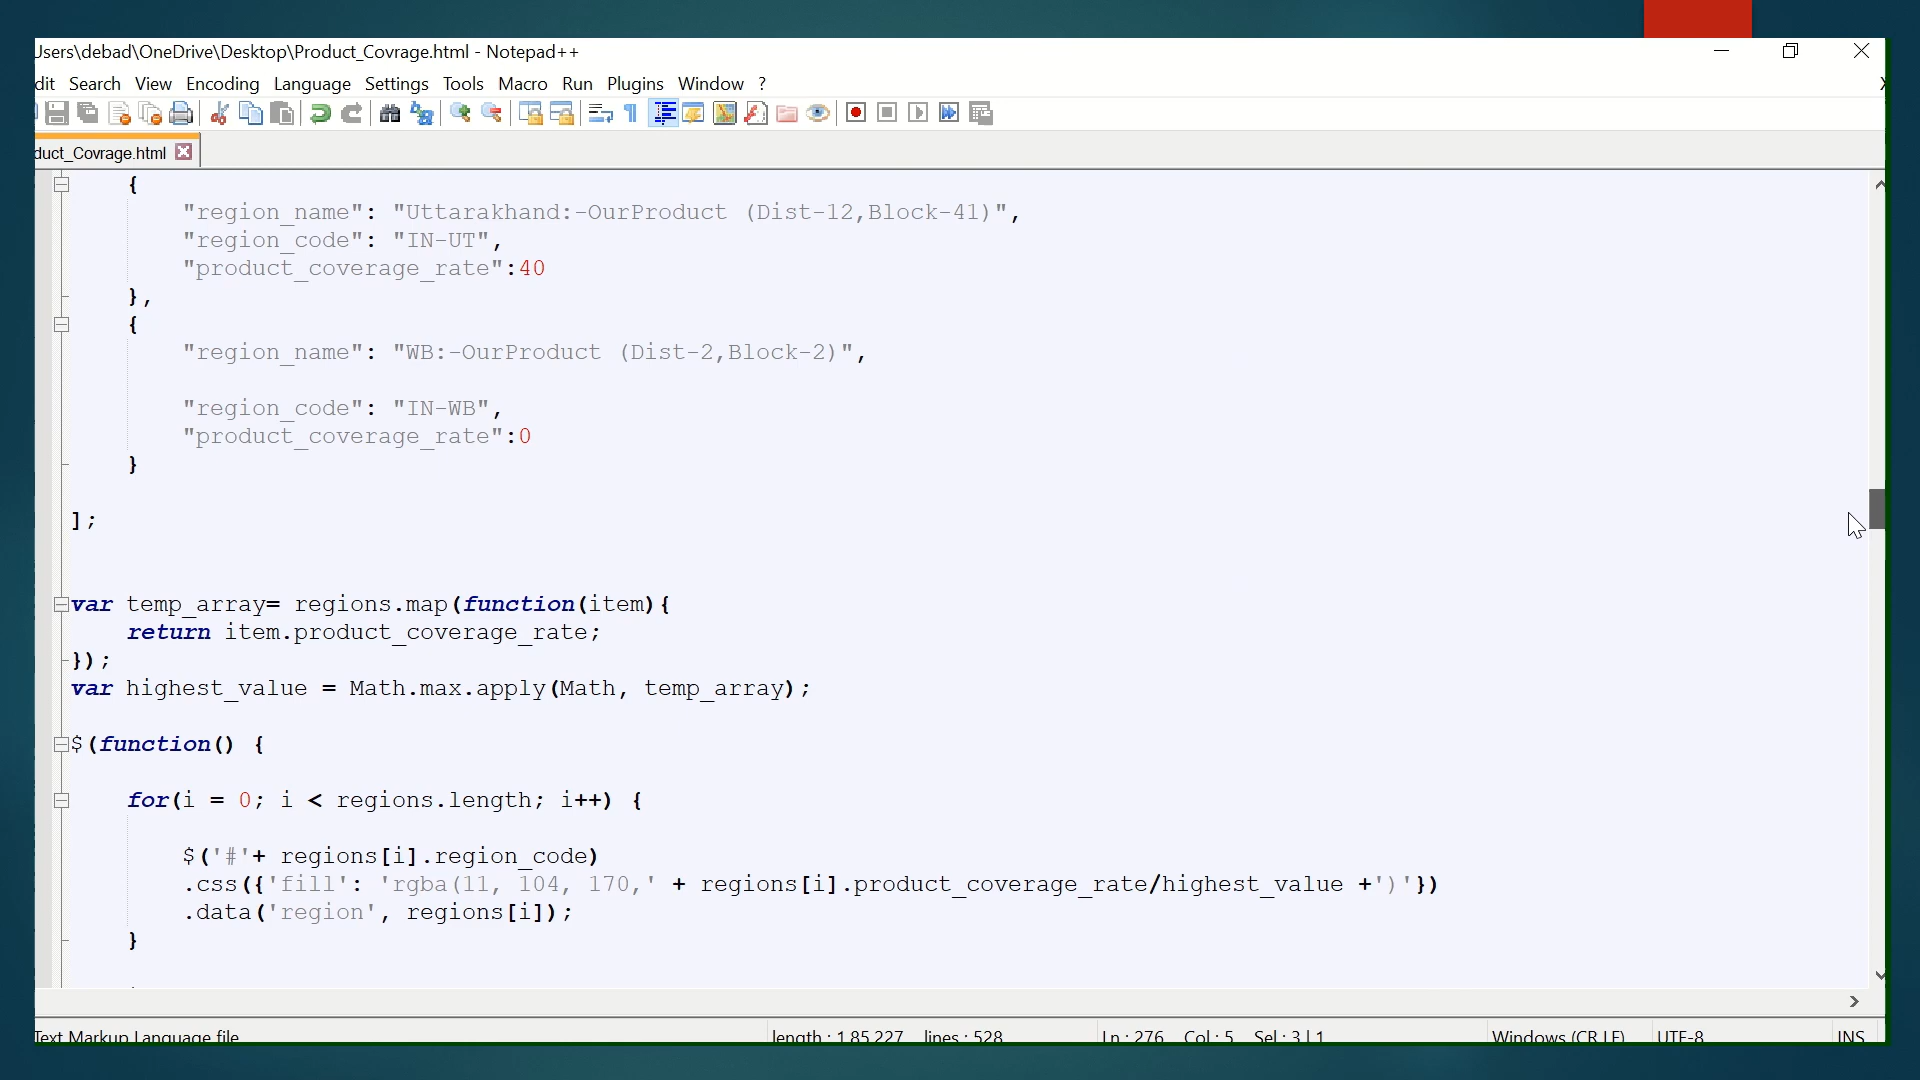 Users\debad\OneDrive\Desktop\Product_Covrage.html - Notepad++
dit Search View Encoding Language Settings Tools Macro Run Plugins Window ?
duct_Covrage.html
{
"region_name": "Uttarakhand:-OurProduct (Dist-12,Block-41)",
"region_code": "IN-UT",
"product_coverage_rate":40
},
{
"region_name": "WB:-OurProduct (Dist-2,Block-2)",
"region_code": "IN-WB",
"product_coverage_rate":0
}
];
var temp_array= regions.map(function(item){
return item.product_coverage_rate;
});
var highest_value = Math.max.apply(Math, temp_array);
$(function() {
for(i = 0; i < regions.length; i++) {
$('#'+ regions[i].region_code)
.css({'fill': 'rgba(11, 104, 170,' + regions[i].product_coverage_rate/highest_value +')'})
.data('region', regions[i]);
}
Text Markup Language file length : 1,85,227 lines : 528 Ln : 276 Col : 5 Sel : 3 | 1 Windows (CR LF) UTF-8 INS